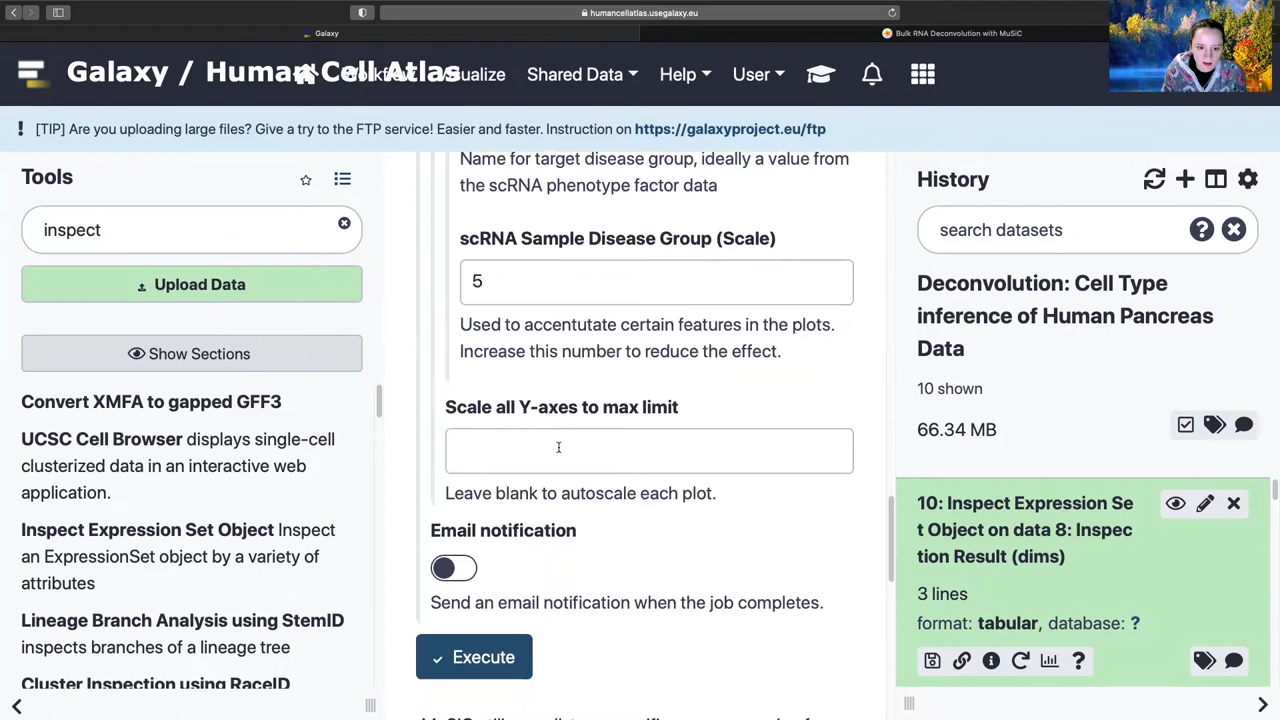 humancellatlas.usegalaxy.eu
Galaxy
Bulk RNA Deconvolution with MuSiC
Galaxy / Human Cell Atlas
Workflow
Visualize
Shared Data
Help
User
! [TIP] Are you uploading large files? Give a try to the FTP service! Easier and faster. Instruction on https://galaxyproject.eu/ftp
Tools
inspect
Upload Data
Show Sections
Convert XMFA to gapped GFF3
UCSC Cell Browser displays single-cell
clusterized data in an interactive web
application.
Inspect Expression Set Object Inspect
an ExpressionSet object by a variety of
attributes
Lineage Branch Analysis using StemID
inspects branches of a lineage tree
Cluster Inspection using RaceID
Name for target disease group, ideally a value from
the scRNA phenotype factor data
scRNA Sample Disease Group (Scale)
5
Used to accentutate certain features in the plots.
Increase this number to reduce the effect.
Scale all Y-axes to max limit
Leave blank to autoscale each plot.
Email notification
Send an email notification when the job completes.
Execute
History
search datasets
Deconvolution: Cell Type
inference of Human Pancreas
Data
10 shown
66.34 MB
10: Inspect Expression Se
t Object on data 8: Inspec
tion Result (dims)
3 lines
format: tabular, database: ?